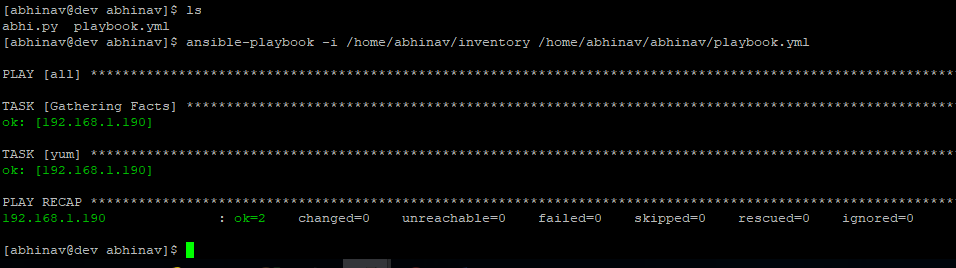 [abhinav@dev abhinav]$ ls
abhi.py  playbook.yml
[abhinav@dev abhinav]$ ansible-playbook -i /home/abhinav/inventory /home/abhinav/abhinav/playbook.yml
PLAY [all] ************************************************************************************************************
TASK [Gathering Facts] ************************************************************************************************
ok: [192.168.1.190]
TASK [yum] ************************************************************************************************************
ok: [192.168.1.190]
PLAY RECAP ************************************************************************************************************
192.168.1.190              : ok=2    changed=0    unreachable=0    failed=0    skipped=0    rescued=0    ignored=0
[abhinav@dev abhinav]$